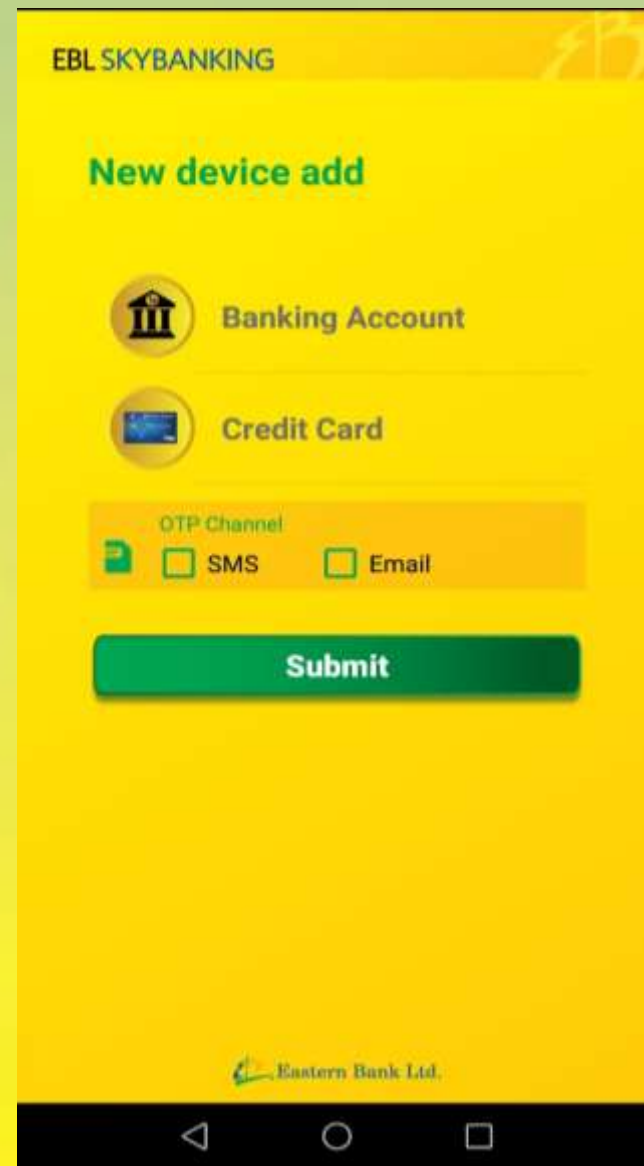 EBL SKYBANKING
New device add
Banking Account
Credit Card
OTP Channel
SMS Email
Submit
Eastern Bank Ltd.